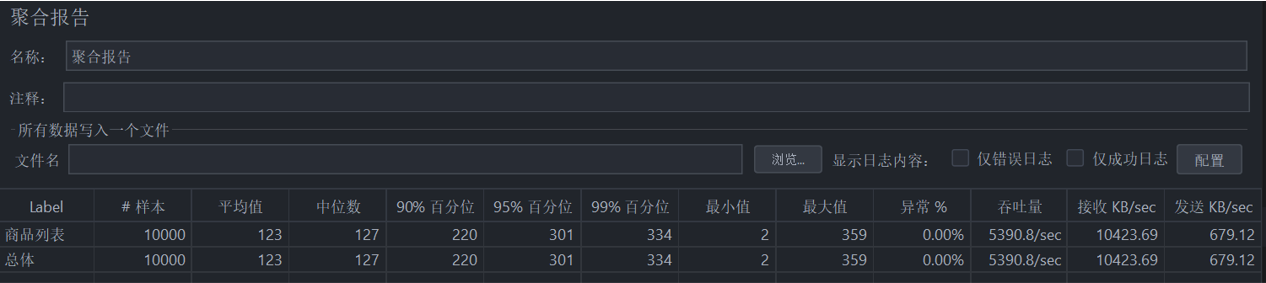 聚合报告
名称： 聚合报告
注释：
所有数据写入一个文件
文件名 浏览... 显示日志内容： 仅错误日志 仅成功日志 配置
Label # 样本 平均值 中位数 90% 百分位 95% 百分位 99% 百分位 最小值 最大值 异常 % 吞吐量 接收 KB/sec 发送 KB/sec
商品列表 10000 123 127 220 301 334 2 359 0.00% 5390.8/sec 10423.69 679.12
总体 10000 123 127 220 301 334 2 359 0.00% 5390.8/sec 10423.69 679.12